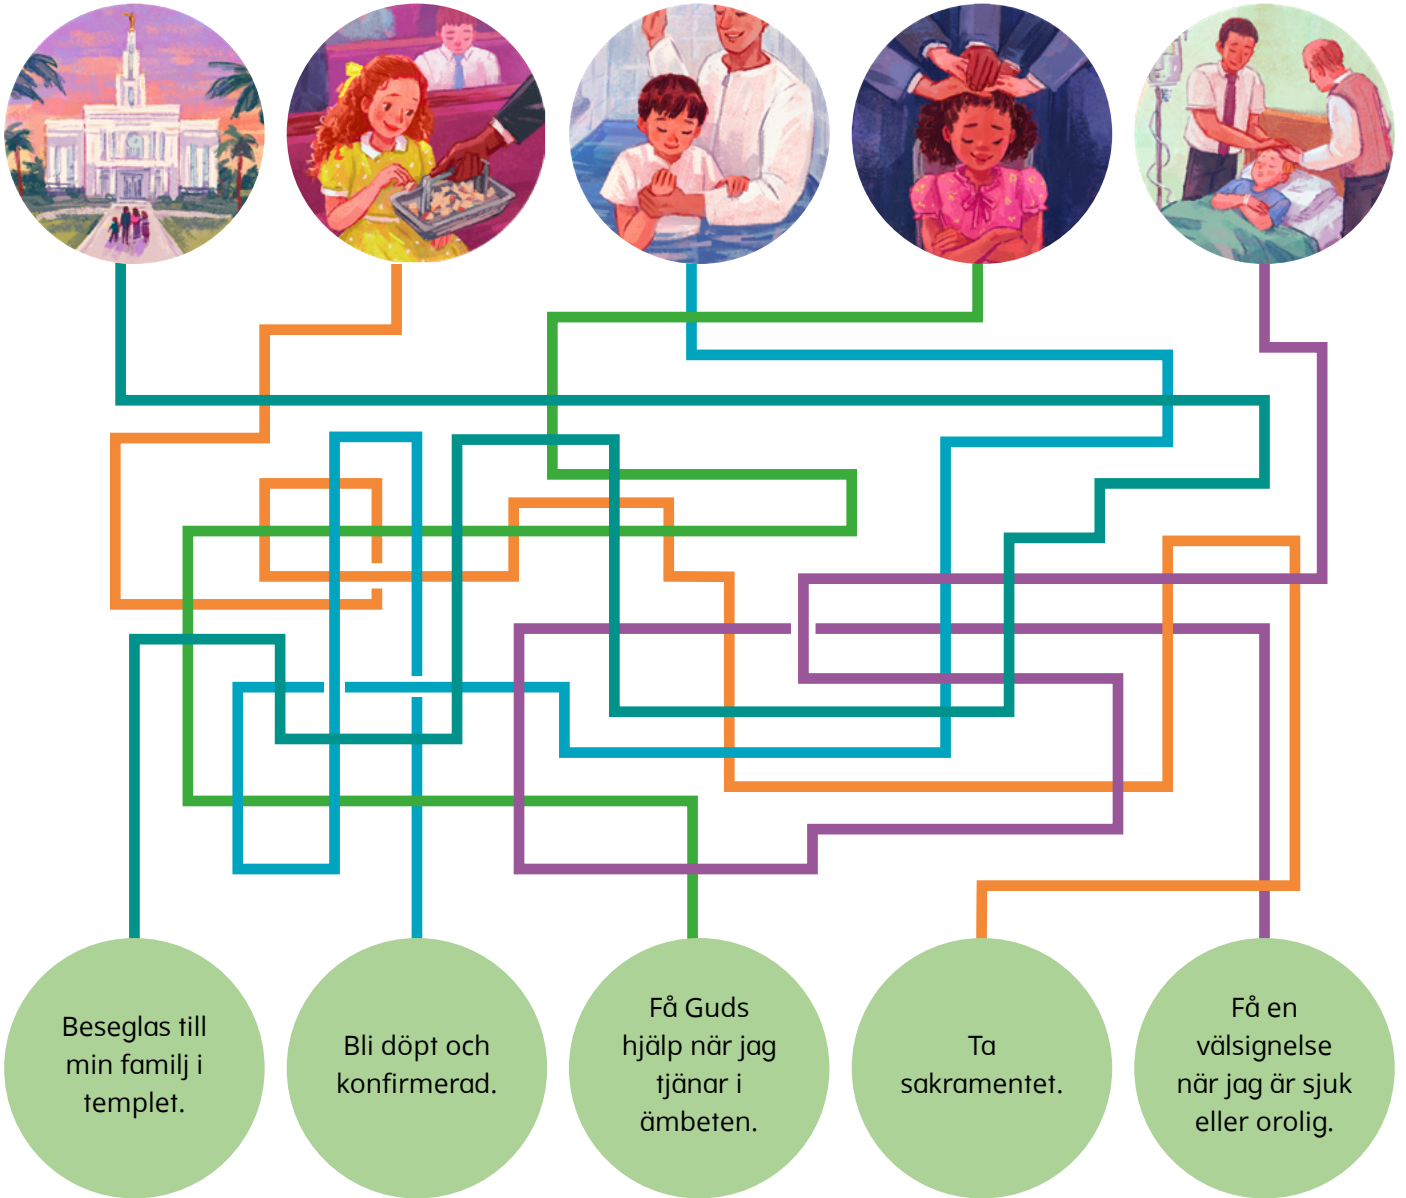 Beseglas till
min familj i
templet.
Bli döpt och
konfirmerad.
Få Guds
hjälp när jag
tjänar i
ämbeten.
Ta
sakramentet.
Få en
välsignelse
när jag är sjuk
eller orolig.